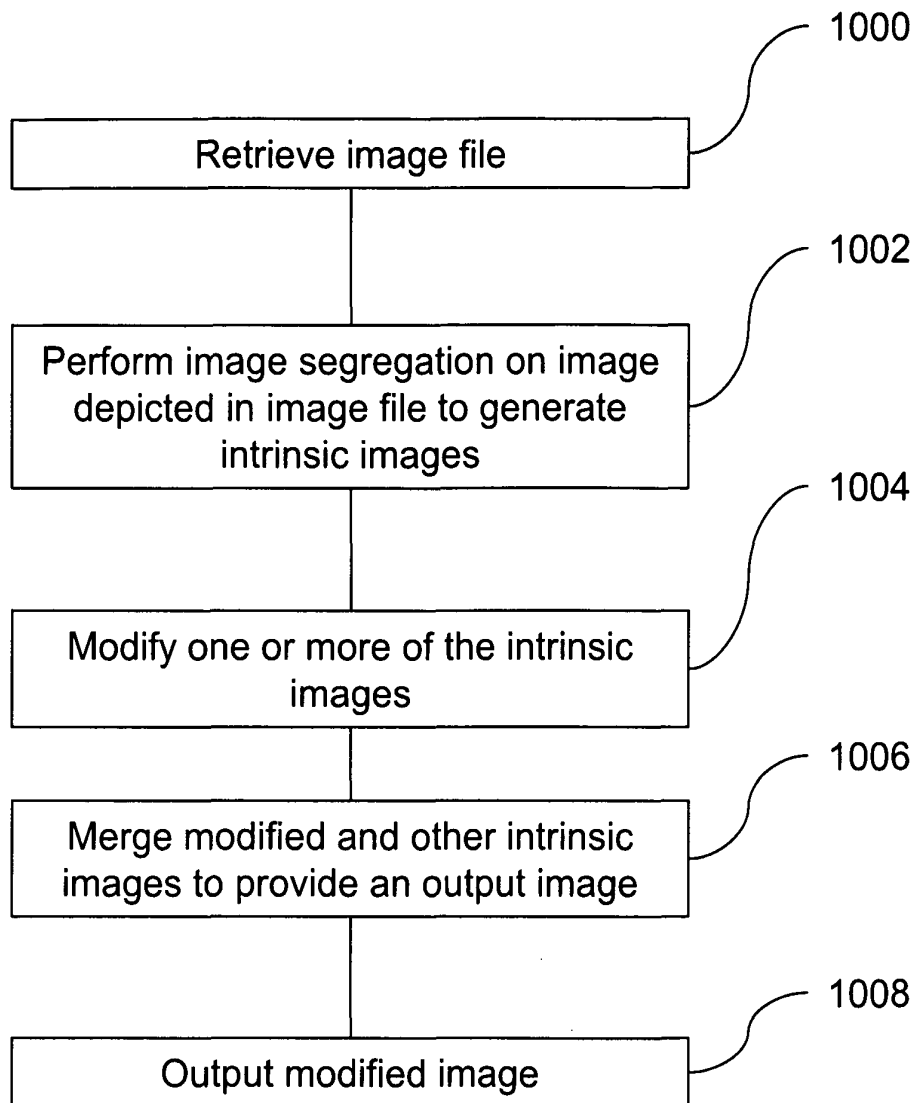 1000
Retrieve image file
1002
Perform image segregation on image
depicted in image file to generate
intrinsic images
1004
Modify one or more of the intrinsic
images
1006
Merge modified and other intrinsic
images to provide an output image
1008
Output modified image